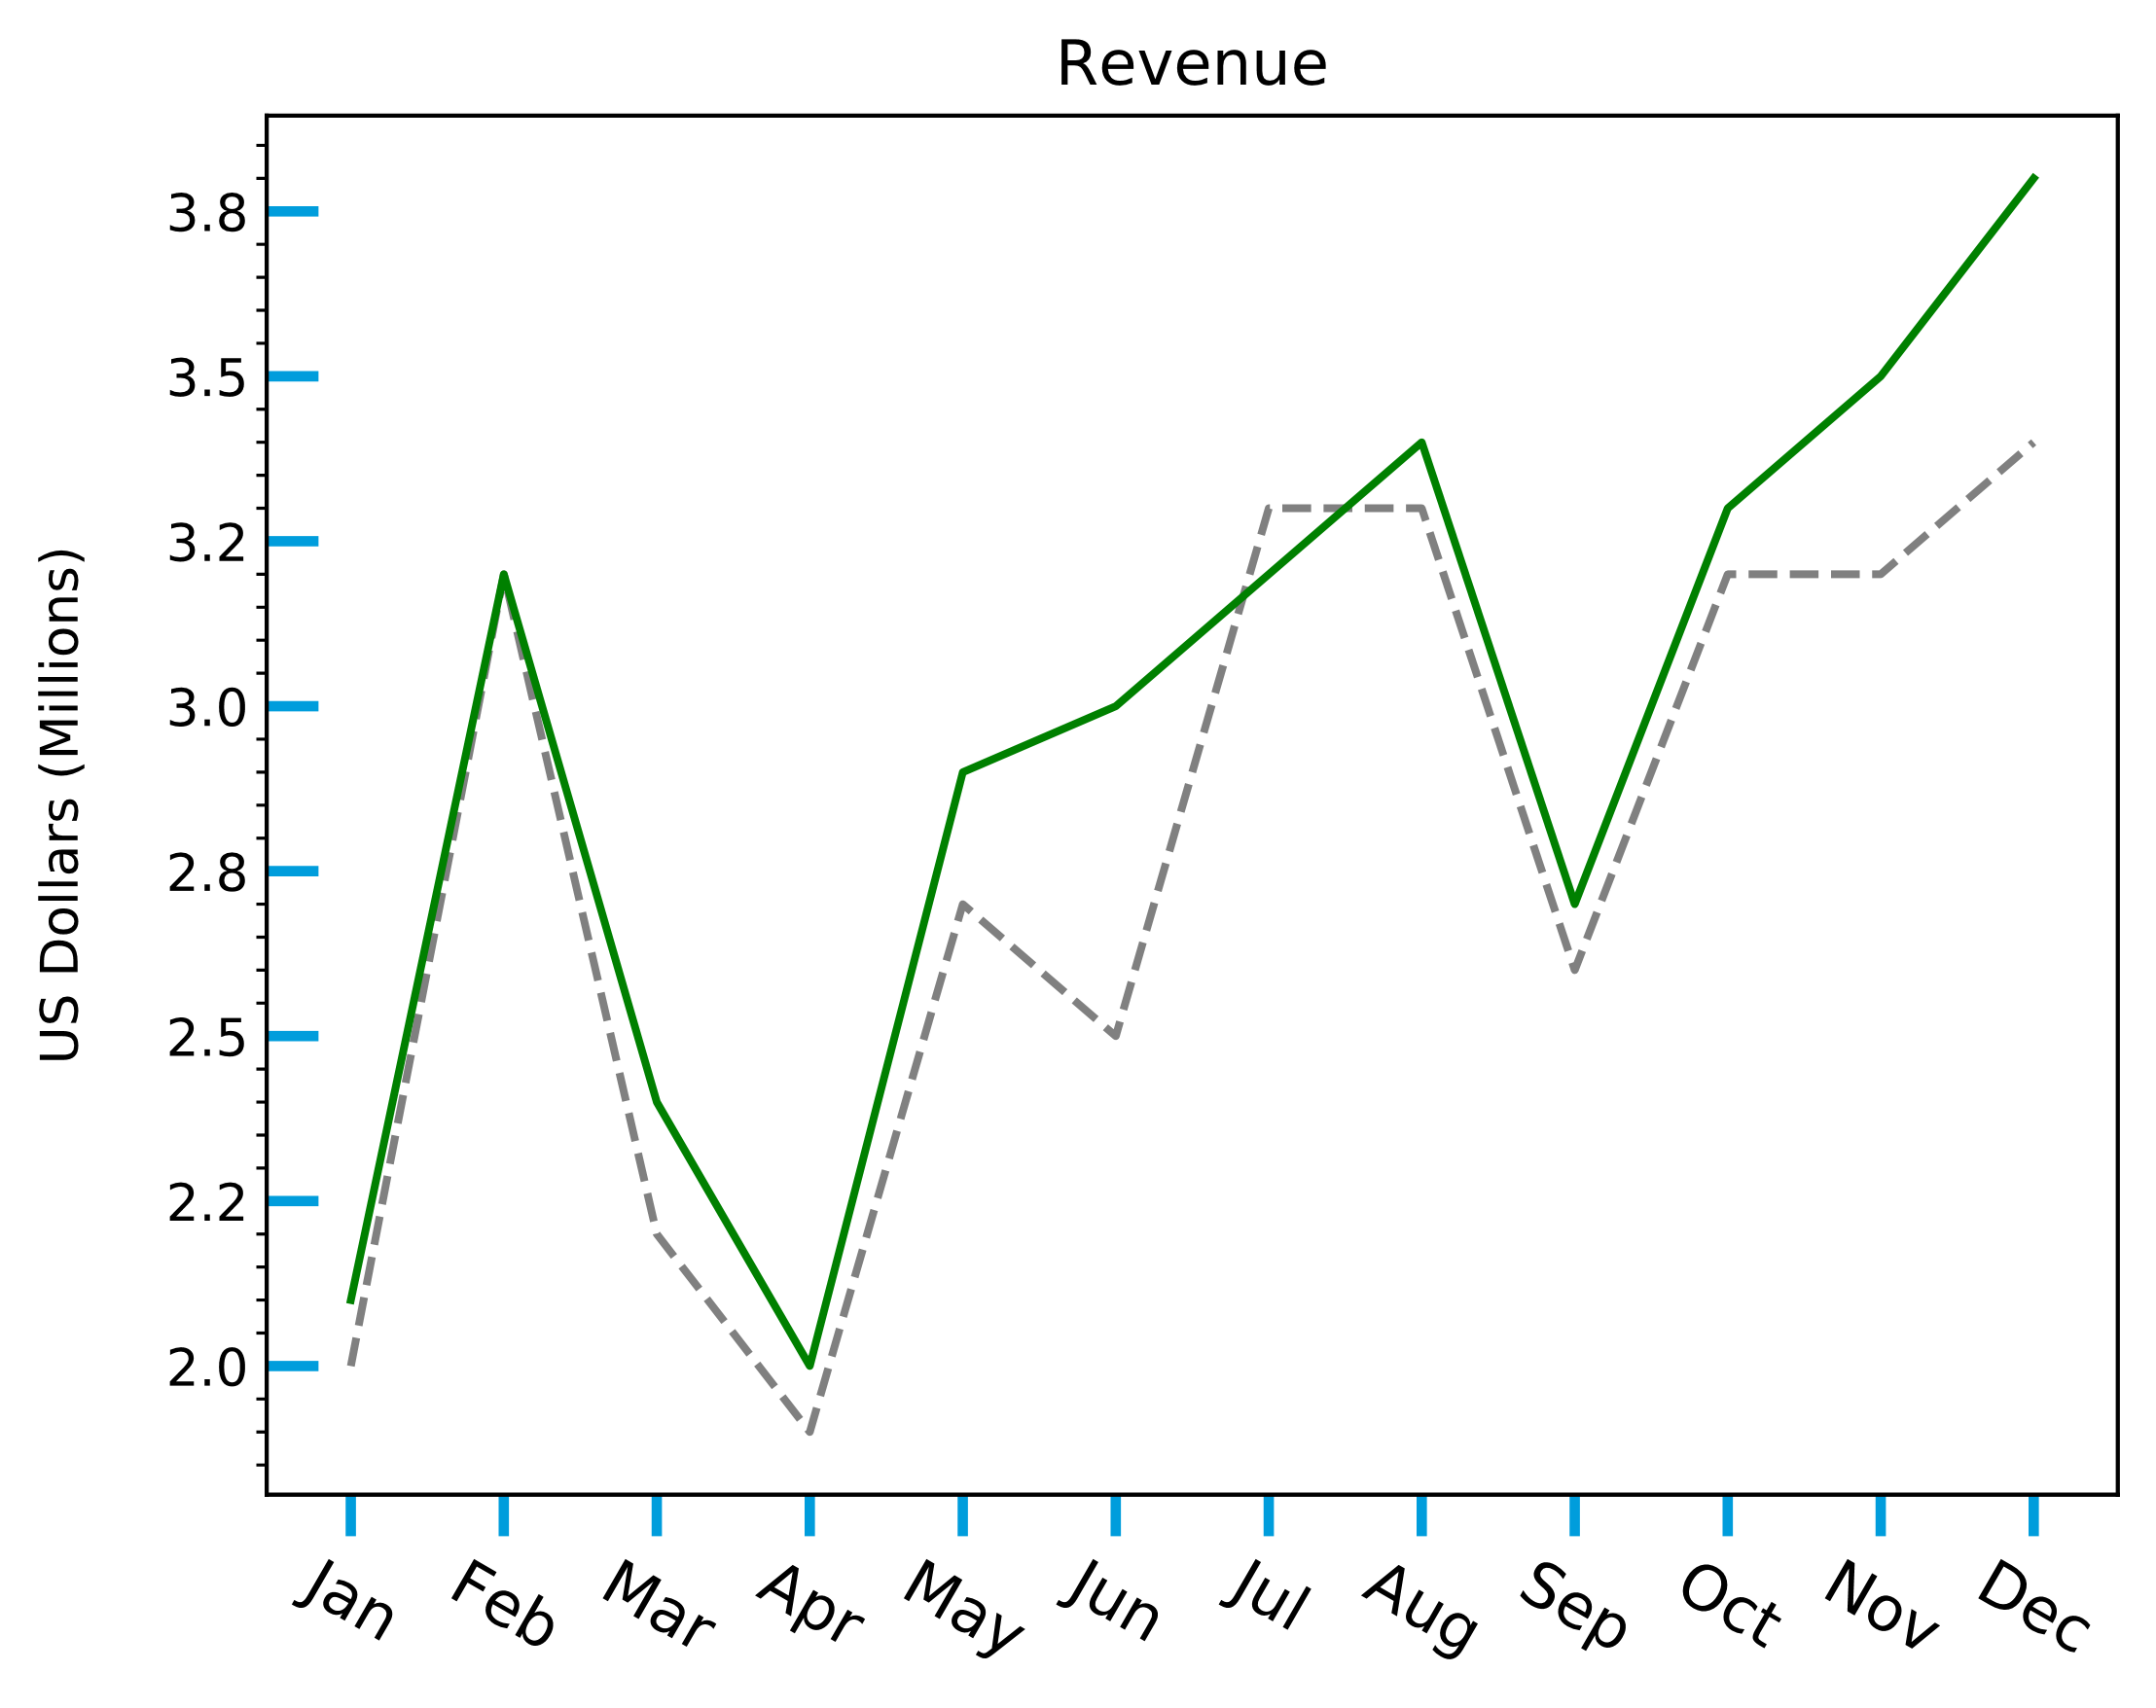 Revenue
US Dollars (Millions)
3.8
3.5
3.2
3.0
2.8
2.5
2.2
2.0
Jan
Feb
Mar
Apr
May
Jun
Jul
Aug
Sep
Oct
Nov
Dec